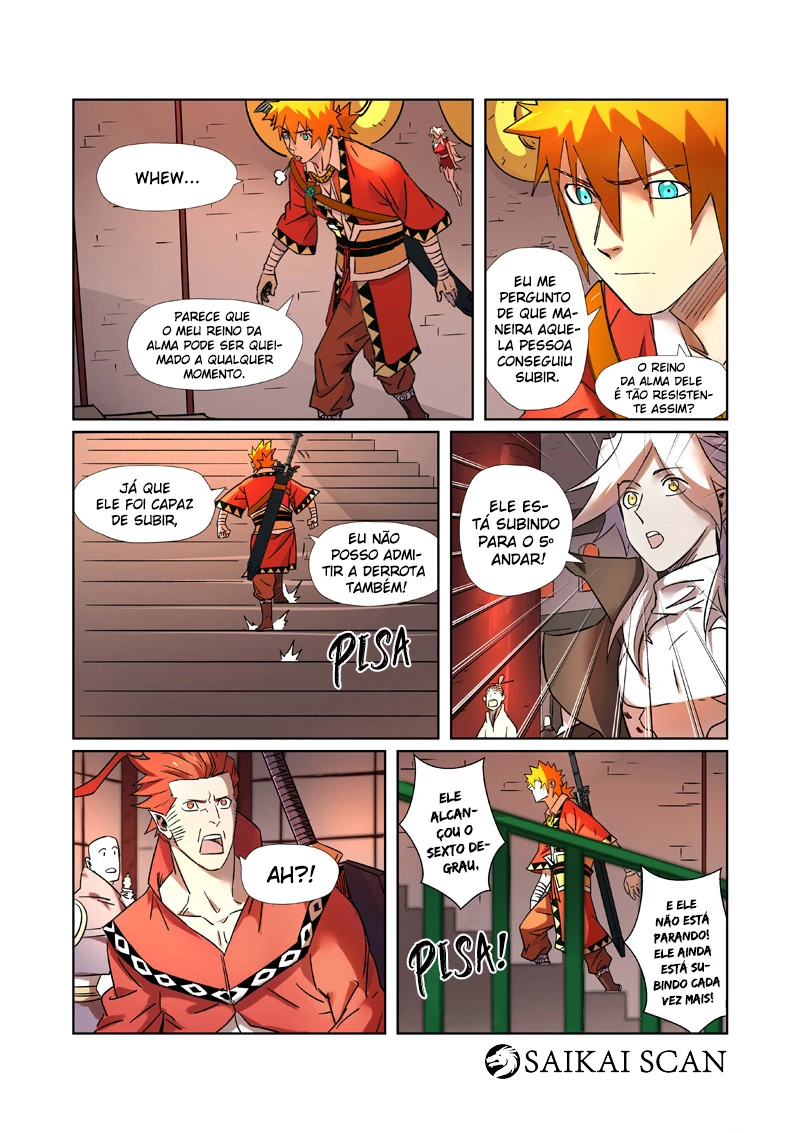 WHEW...
PARECE QUE
O MEU REINO DA
ALMA PODE SER QUEI-
MADO A QUALQUER
MOMENTO.
EU ME
PERGUNTO
DE QUE MA-
NEIRA AQUE-
LA PESSOA
CONSEGUIU
SUBIR.
O REINO
DA ALMA DELE
É TÃO RESISTEN-
TE ASSIM?
JÁ QUE
ELE FOI CAPAZ
DE SUBIR,
EU NÃO
POSSO ADMI-
TIR A DERROTA
TAMBÉM!
PISA
ELE ES-
TÁ SUBINDO
PARA O 5º
ANDAR!
AH?!
ELE
ALCAN-
ÇOU O
SEXTO DE-
GRAU,
PISA!
E ELE
NÃO ESTÁ
PARANDO!
ELE AINDA
ESTÁ SU-
BINDO CADA
VEZ MAIS!
SAIKAI SCAN